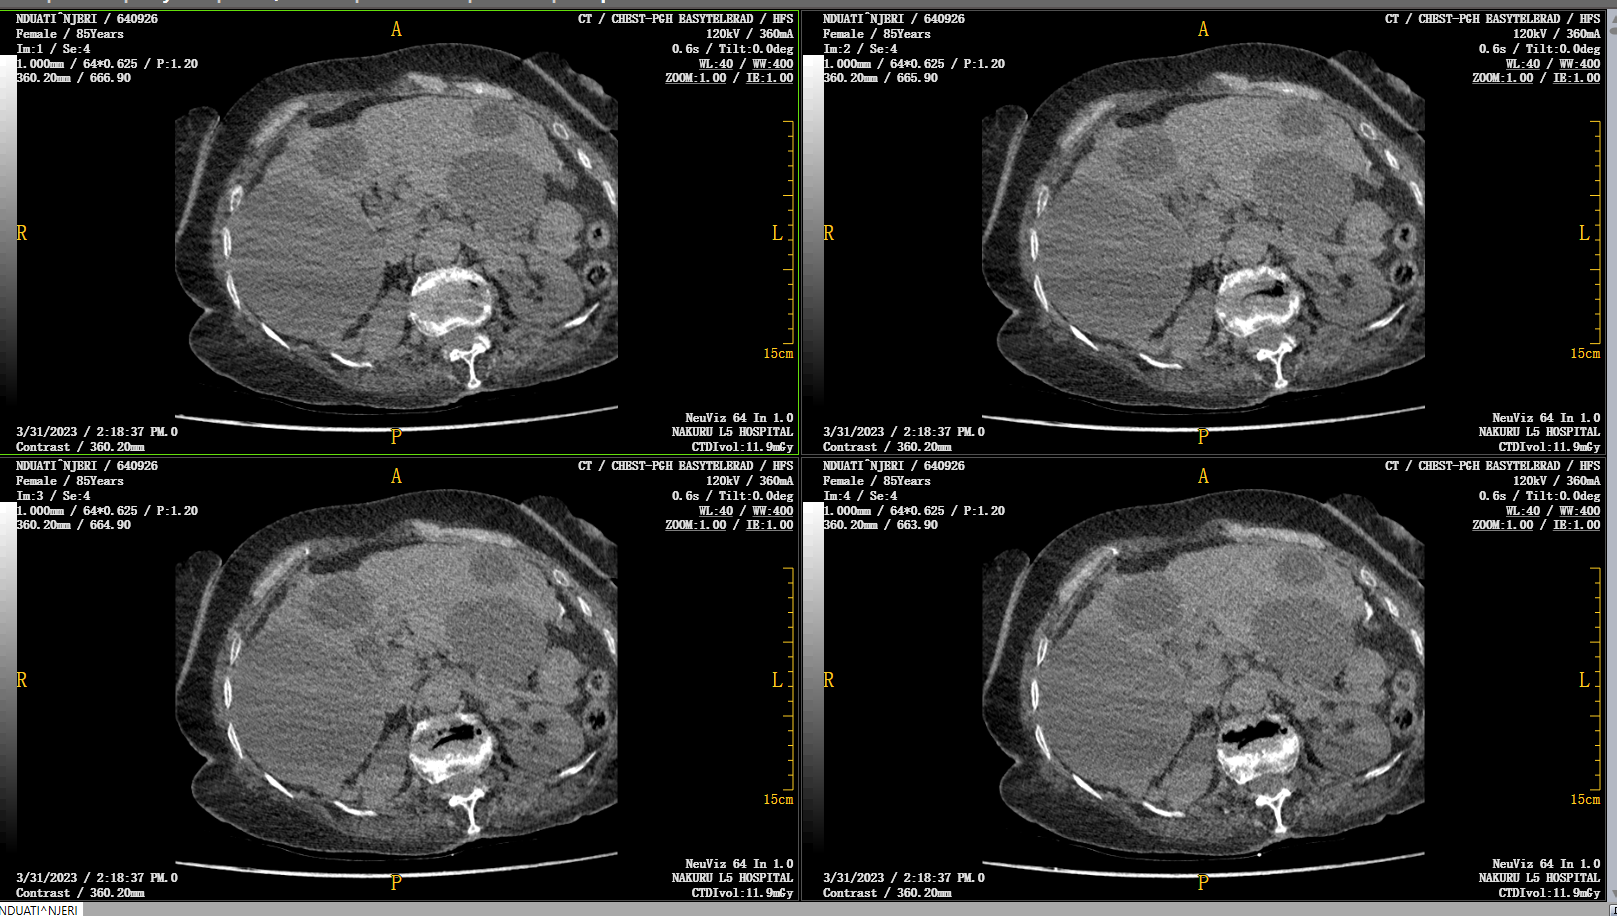 NDUATI^NJERI / 640926
Female / 85Years
Im:1 / Se:4
1.000mm / 64*0.625 / P:1.20
360.20mm / 666.90
A
CT / CHEST-PGH EASYTELBRAD / HFS
120kV / 360mA
0.6s / Tilt:0.0deg
WL:40 / WW:400
ZOOM:1.00 / IE:1.00
R
L
15cm
3/31/2023 / 2:18:37 PM.0
Contrast / 360.20mm
P
NeuViz 64 In 1.0
NAKURU L5 HOSPITAL
CTDIvol:11.9mGy
NDUATI^NJERI / 640926
Female / 85Years
Im:2 / Se:4
1.000mm / 64*0.625 / P:1.20
360.20mm / 665.90
A
CT / CHEST-PGH EASYTELBRAD / HFS
120kV / 360mA
0.6s / Tilt:0.0deg
WL:40 / WW:400
ZOOM:1.00 / IE:1.00
R
L
15cm
3/31/2023 / 2:18:37 PM.0
Contrast / 360.20mm
P
NeuViz 64 In 1.0
NAKURU L5 HOSPITAL
CTDIvol:11.9mGy
NDUATI^NJERI / 640926
Female / 85Years
Im:3 / Se:4
1.000mm / 64*0.625 / P:1.20
360.20mm / 664.90
A
CT / CHEST-PGH EASYTELBRAD / HFS
120kV / 360mA
0.6s / Tilt:0.0deg
WL:40 / WW:400
ZOOM:1.00 / IE:1.00
R
L
15cm
3/31/2023 / 2:18:37 PM.0
Contrast / 360.20mm
P
NeuViz 64 In 1.0
NAKURU L5 HOSPITAL
CTDIvol:11.9mGy
NDUATI^NJERI / 640926
Female / 85Years
Im:4 / Se:4
1.000mm / 64*0.625 / P:1.20
360.20mm / 663.90
A
CT / CHEST-PGH EASYTELBRAD / HFS
120kV / 360mA
0.6s / Tilt:0.0deg
WL:40 / WW:400
ZOOM:1.00 / IE:1.00
R
L
15cm
3/31/2023 / 2:18:37 PM.0
Contrast / 360.20mm
P
NeuViz 64 In 1.0
NAKURU L5 HOSPITAL
CTDIvol:11.9mGy
NDUATI^NJERI